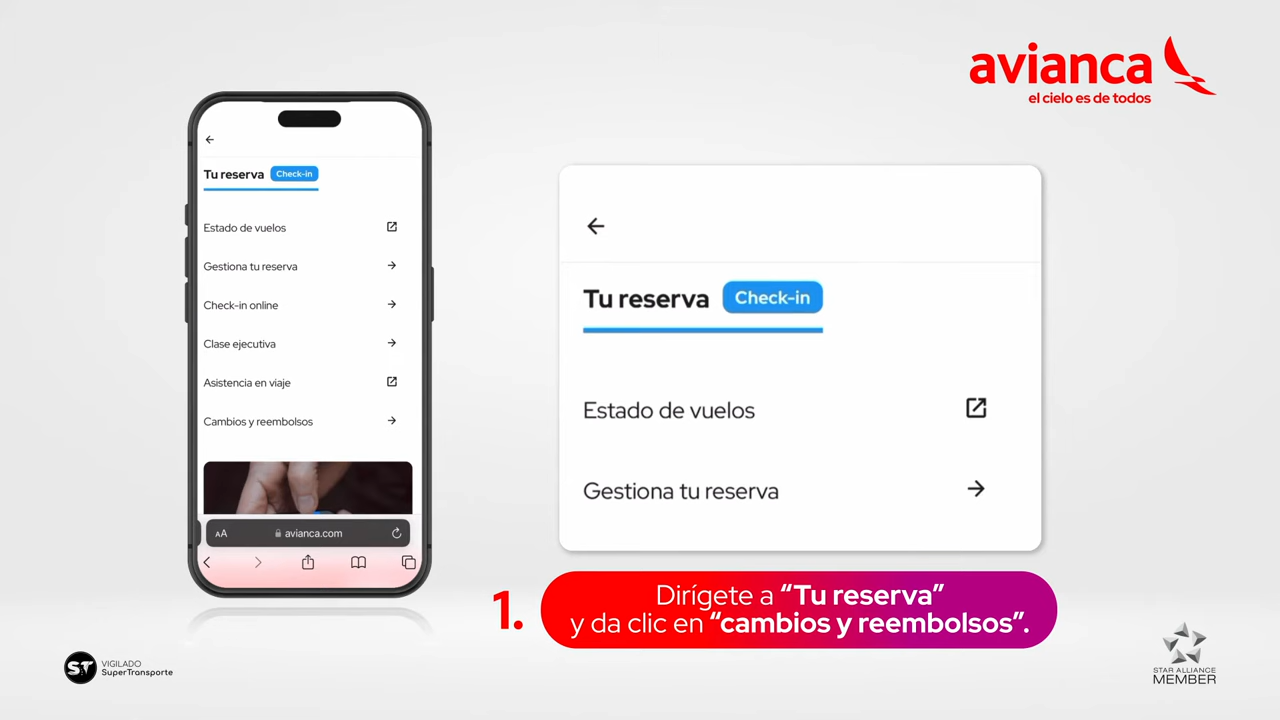 avianca
el cielo es de todos
Tu reserva Check-in
Estado de vuelos
Gestiona tu reserva
Check-in online
Clase ejecutiva
Asistencia en viaje
Cambios y reembolsos
AA avianca.com
Tu reserva Check-in
Estado de vuelos
Gestiona tu reserva
1. Dirígete a “Tu reserva”
y da clic en “cambios y reembolsos”.
ST VIGILADO
SuperTransporte
STAR ALLIANCE
MEMBER